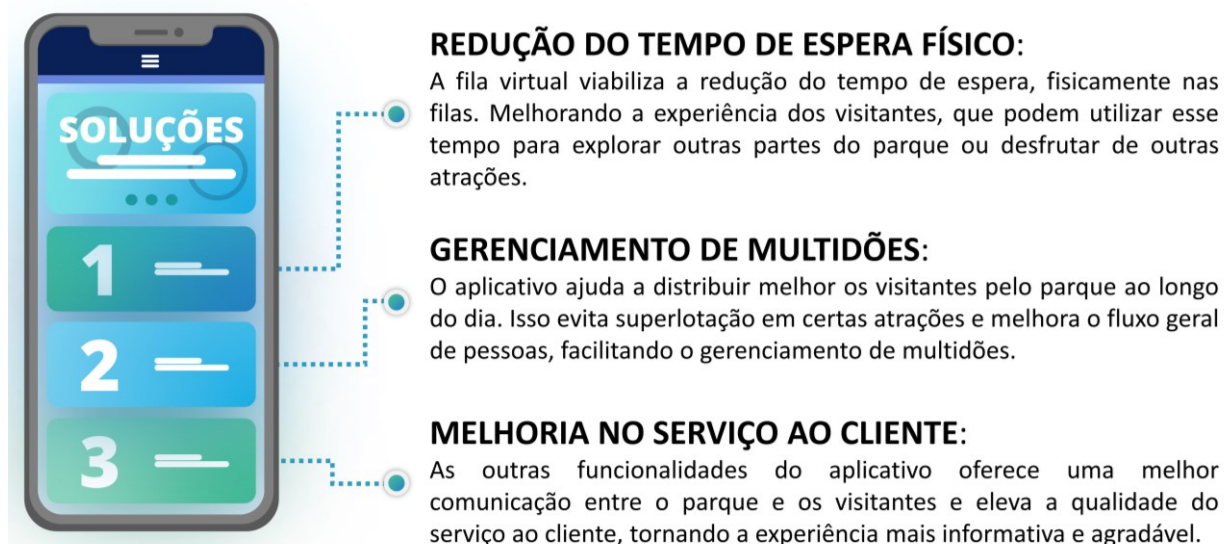 SOLUÇÕES
1
2
3
REDUÇÃO DO TEMPO DE ESPERA FÍSICO:
A fila virtual viabiliza a redução do tempo de espera, fisicamente nas
filas. Melhorando a experiência dos visitantes, que podem utilizar esse
tempo para explorar outras partes do parque ou desfrutar de outras
atrações.
GERENCIAMENTO DE MULTIDÕES:
O aplicativo ajuda a distribuir melhor os visitantes pelo parque ao longo
do dia. Isso evita superlotação em certas atrações e melhora o fluxo geral
de pessoas, facilitando o gerenciamento de multidões.
MELHORIA NO SERVIÇO AO CLIENTE:
As outras funcionalidades do aplicativo oferece uma melhor
comunicação entre o parque e os visitantes e eleva a qualidade do
serviço ao cliente, tornando a experiência mais informativa e agradável.